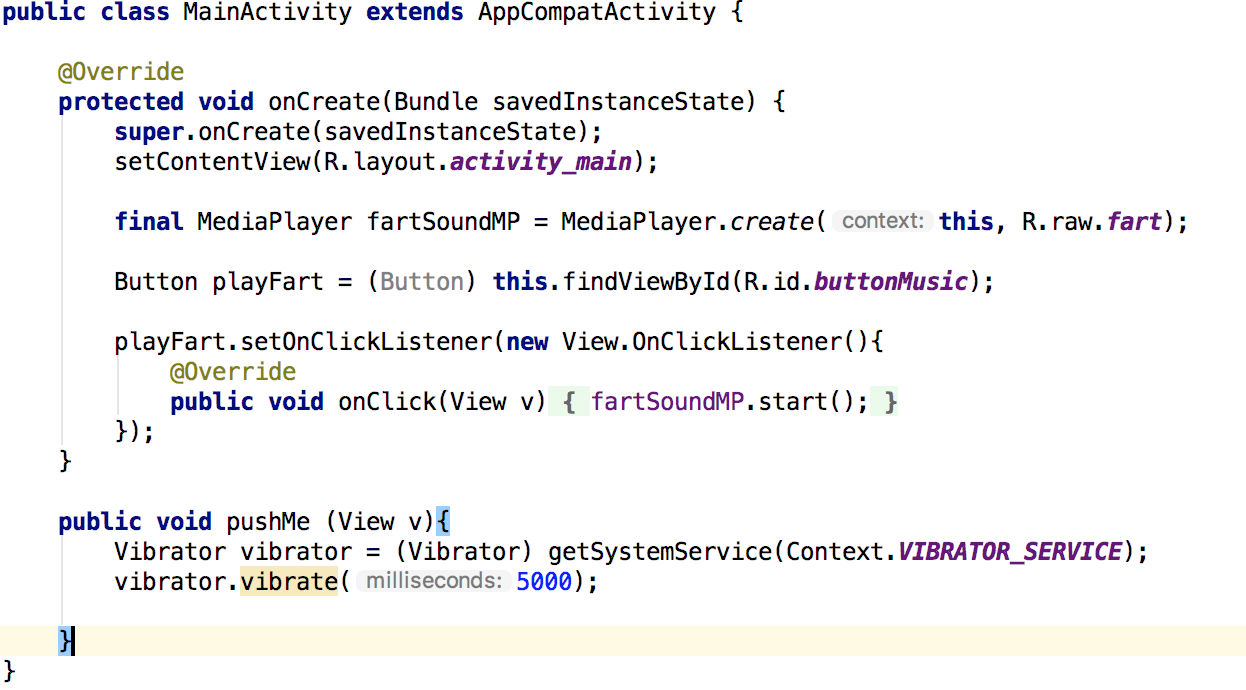 public class MainActivity extends AppCompatActivity {
@Override
protected void onCreate(Bundle savedInstanceState) {
super.onCreate(savedInstanceState);
setContentView(R.layout.activity_main);
final MediaPlayer fartSoundMP = MediaPlayer.create( context: this, R.raw.fart);
Button playFart = (Button) this.findViewById(R.id.buttonMusic);
playFart.setOnClickListener(new View.OnClickListener(){
@Override
public void onClick(View v) { fartSoundMP.start(); }
});
}
public void pushMe (View v){
Vibrator vibrator = (Vibrator) getSystemService(Context.VIBRATOR_SERVICE);
vibrator.vibrate( milliseconds: 5000);
}
}